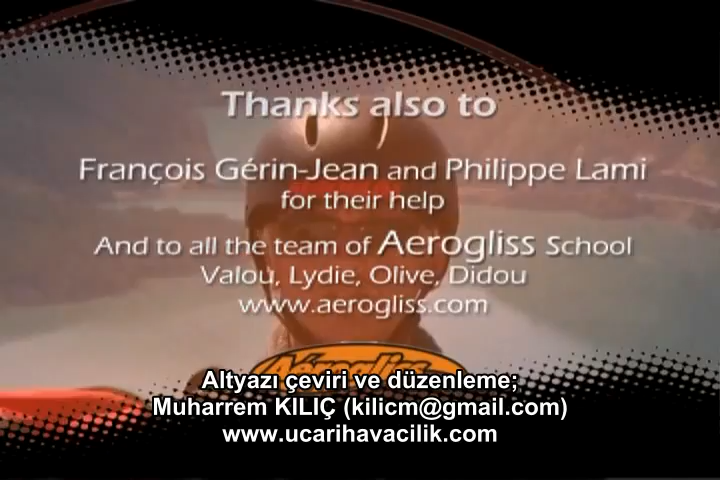 Thanks also to
François Gérin-Jean and Philippe Lami
for their help
And to all the team of Aerogliss School
Valou, Lydie, Olive, Didou
www.aerogliss.com
Aérogliss
Altyazı çeviri ve düzenleme;
Muharrem KILIÇ (kilicm@gmail.com)
www.ucarihavacilik.com